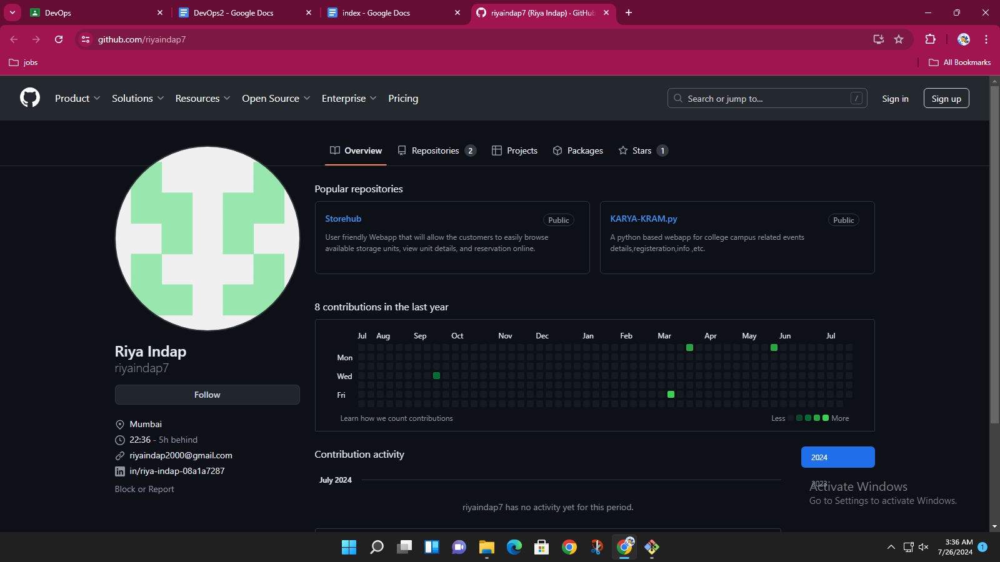 DevOps
DevOps2 - Google Docs
index - Google Docs
riyaindap7 (Riya Indap) · GitHub
github.com/riyaindap7
jobs
All Bookmarks
Product
Solutions
Resources
Open Source
Enterprise
Pricing
Search or jump to...
/
Sign in
Sign up
Overview
Repositories 2
Projects
Packages
Stars 1
Popular repositories
Storehub
Public
User friendly Webapp that will allow the customers to easily browse
available storage units, view unit details, and reservation online.
KARYA-KRAM.py
Public
A python based webapp for college campus related events
details,registeration,info ,etc.
8 contributions in the last year
Jul Aug Sep Oct Nov Dec Jan Feb Mar Apr May Jun Jul
Mon
Wed
Fri
Learn how we count contributions
Less
More
Riya Indap
riyaindap7
Follow
Mumbai
22:36 - 5h behind
riyaindap2000@gmail.com
in/riya-indap-08a1a7287
Block or Report
Contribution activity
2024
2023
July 2024
riyaindap7 has no activity yet for this period.
Activate Windows
Go to Settings to activate Windows.
3:36 AM
7/26/2024
1